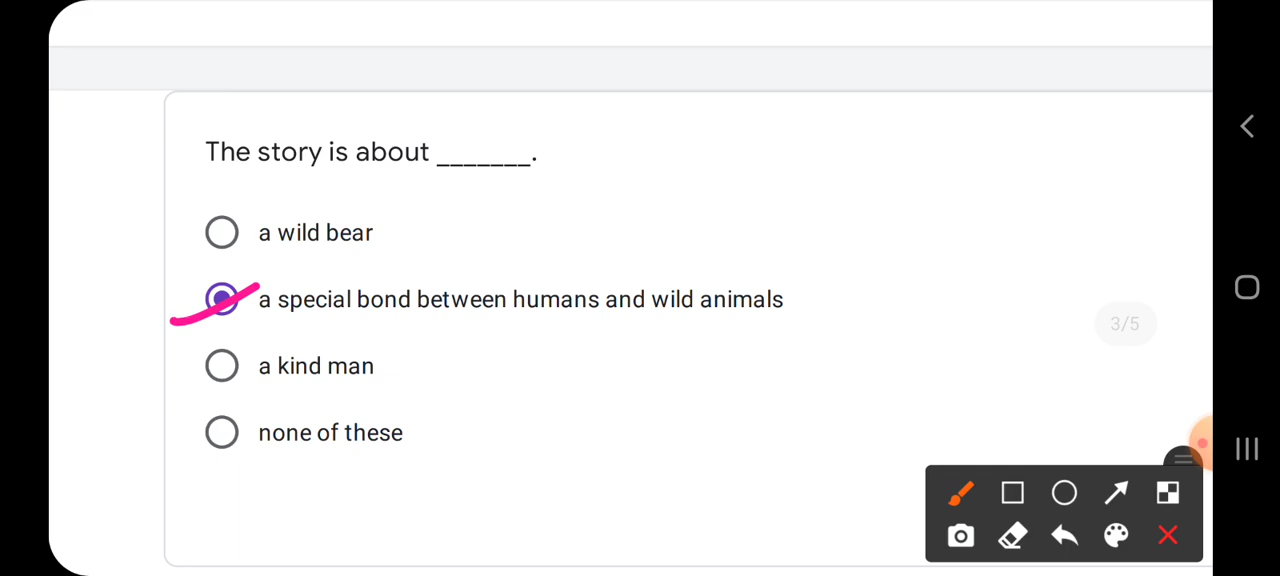 The story is about _______.
a wild bear
a special bond between humans and wild animals
3/5
a kind man
none of these